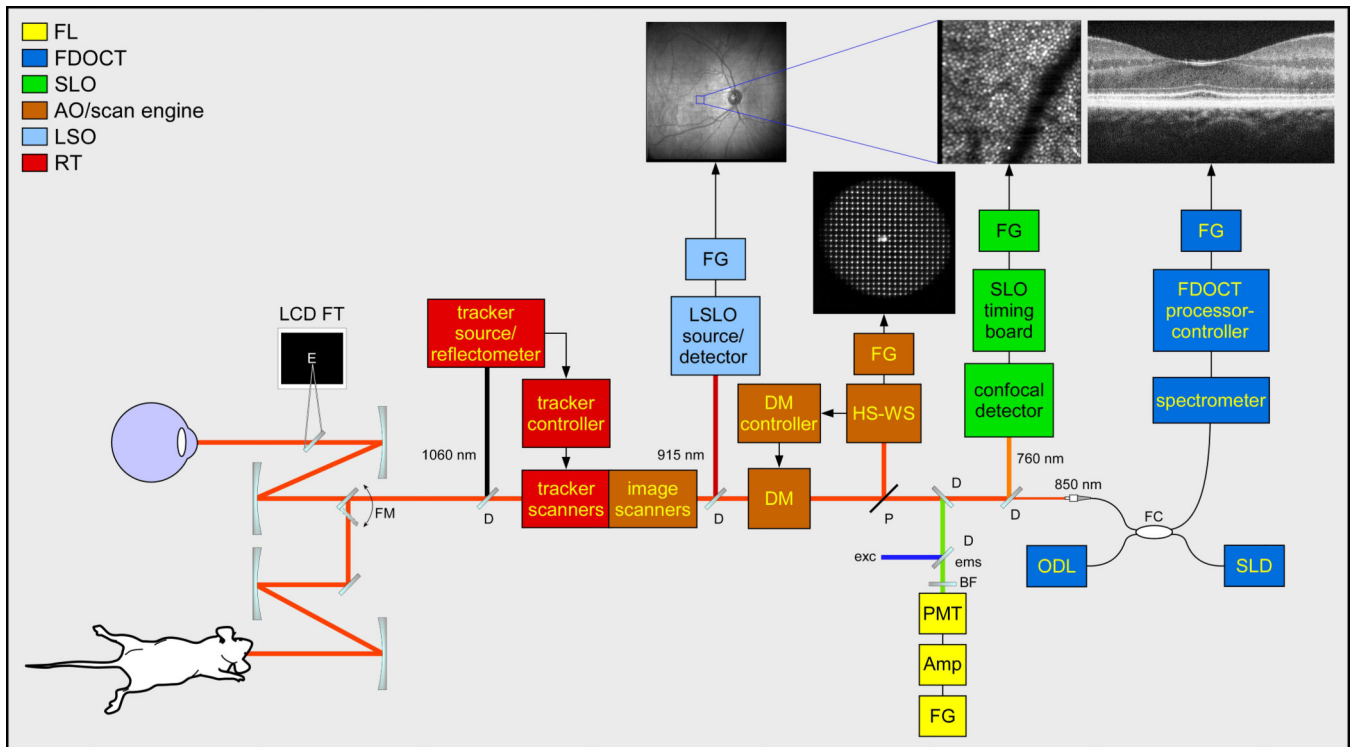 FL
FDOCT
SLO
AO/scan engine
LSO
RT
LCD FT
E
tracker
source/
reflectometer
tracker
controller
tracker
scanners
image
scanners
1060 nm
D
FM
FG
LSLO
source/
detector
915 nm
D
DM
controller
DM
FG
HS-WS
P
FG
SLO
timing
board
confocal
detector
760 nm
D
D
FG
FDOCT
processor-
controller
spectrometer
850 nm
FC
ODL
SLD
exc
D
ems
BF
PMT
Amp
FG